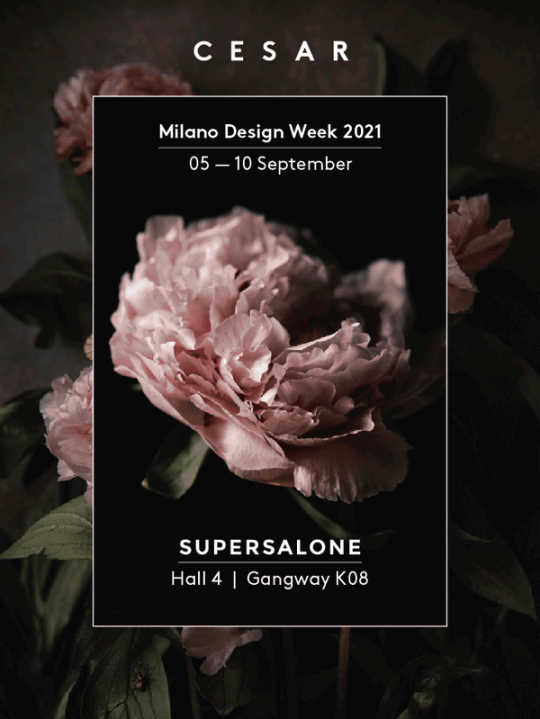 CESAR
Milano Design Week 2021
05 — 10 September
SUPERSALONE
Hall 4 | Gangway K08